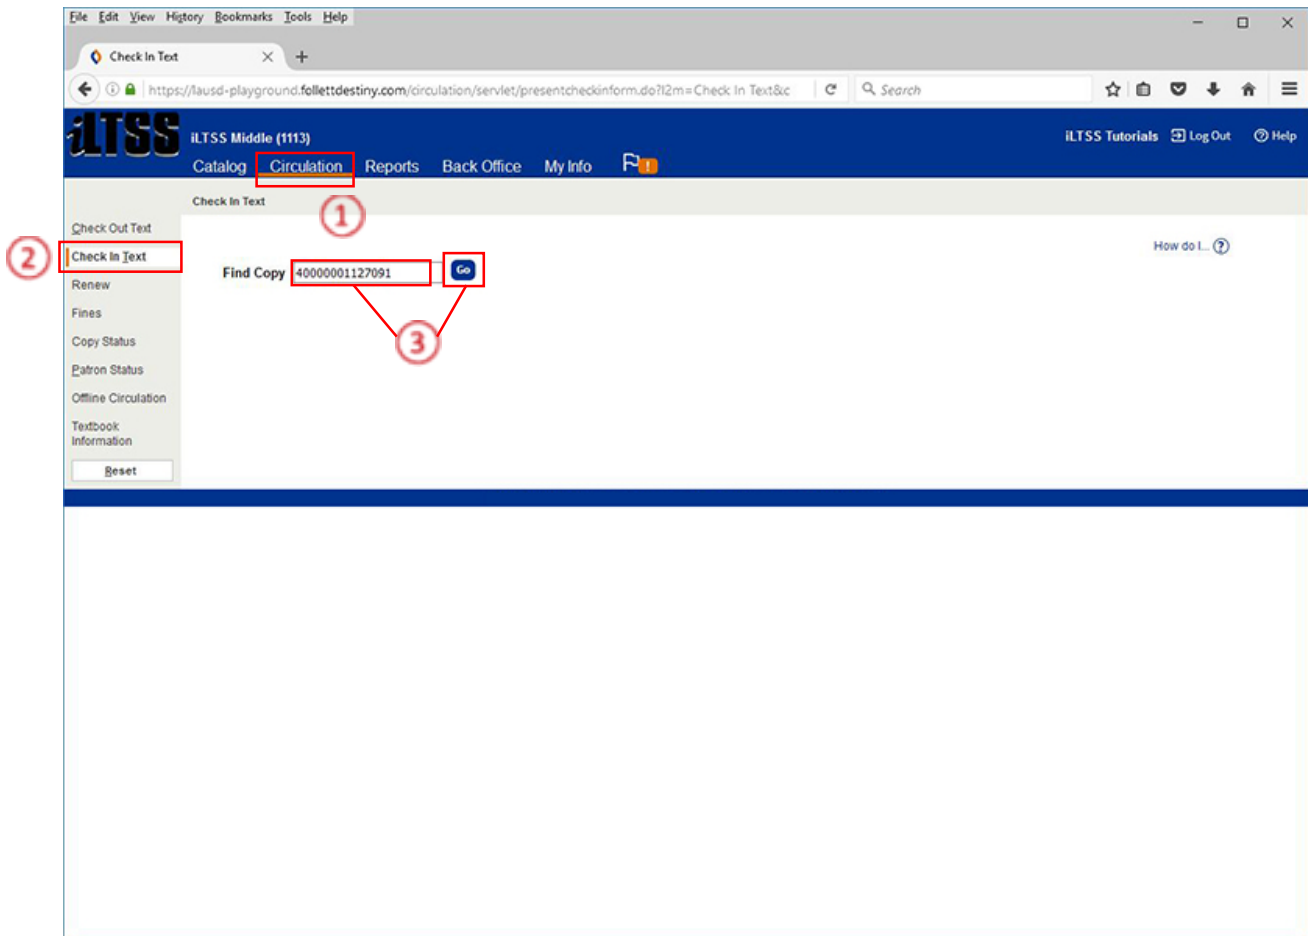 File Edit View History Bookmarks Tools Help
Check In Text
https://lausd-playground.follettdestiny.com/circulation/servlet/presentcheckinform.do?l2m=Check In Text&c
Search
iLTSS
iLTSS Middle (1113)
iLTSS Tutorials Log Out ? Help
Catalog Circulation Reports Back Office My Info !
Check In Text
1
Check Out Text
2
Check In Text
How do I... ?
Find Copy 40000001127091 Go
Renew
Fines
3
Copy Status
Patron Status
Offline Circulation
Textbook
Information
Reset